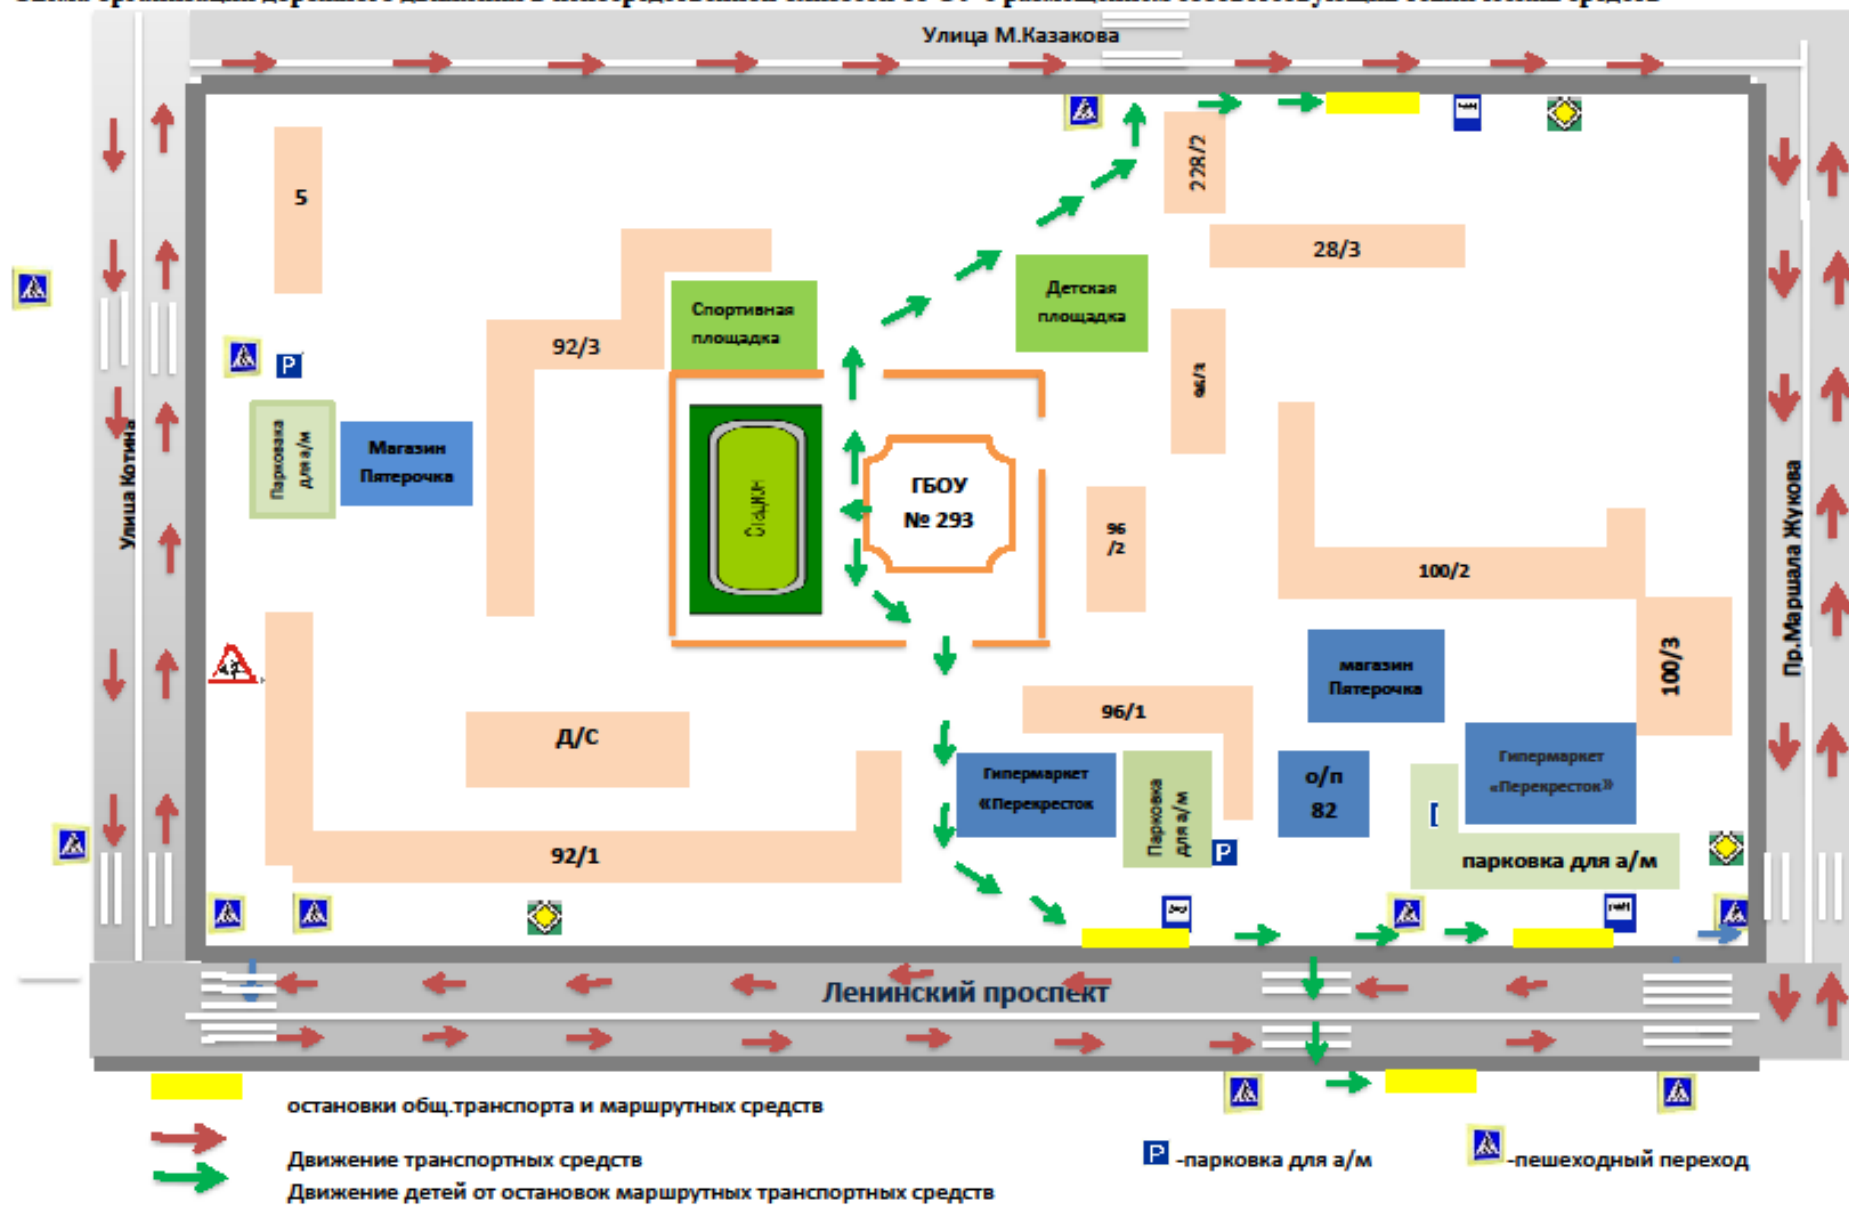 Улица М.Казакова
228/2
5
28/3
Детская
площадка
Спортивная
площадка
92/3
Магазин
Пятерочка
Парковака
для а/м
Улица Котина
Стадион
ГБОУ
№ 293
96
/2
100/2
Пр.Маршала Жукова
магазин
Пятерочка
100/3
96/1
Д/С
Гипермаркет
«Перекресток
Парковка
для а/м
P
P
о/п
82
Гипермаркет
«Перекресток»
парковка для а/м
92/1
Ленинский проспект
остановки общ.транспорта и маршрутных средств
Движение транспортных средств
Движение детей от остановок маршрутных транспортных средств
P -парковка для а/м
-пешеходный переход